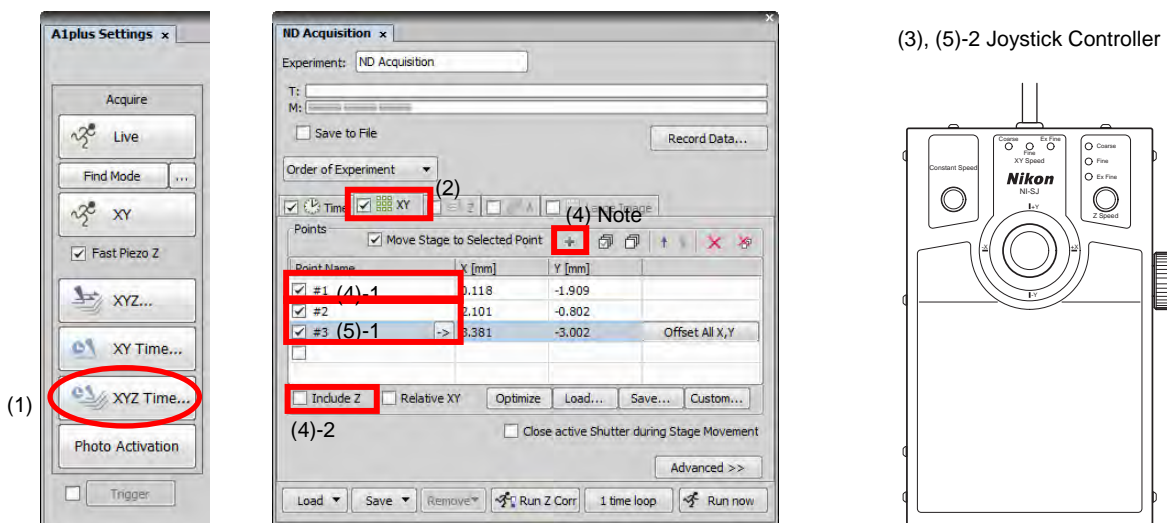 A1plus Settings x
Acquire
Live
Find Mode ...
XY
Fast Piezo Z
XYZ...
XY Time...
(1)
XYZ Time...
Photo Activation
Trigger
x
ND Acquisition x
Experiment: ND Acquisition
T:
M:
Save to File
Record Data...
Order of Experiment
(2)
Time XY Z λ Image
(4) Note
Points
Move Stage to Selected Point
Point Name X [mm] Y [mm]
#1 (4)-1 0.118 -1.909
#2 2.101 -0.802
#3 (5)-1 -> 3.381 -3.002 Offset All X,Y
Include Z Relative XY Optimize Load... Save... Custom...
(4)-2
Close active Shutter during Stage Movement
Advanced >>
Load Save Remove Run Z Corr 1 time loop Run now
(3), (5)-2 Joystick Controller
Coarse Ex Fine
Fine
XY Speed
Constant Speed
Nikon
NI-SJ
Coarse
Fine
Ex Fine
Z Speed
+Y
-X
+X
-Y